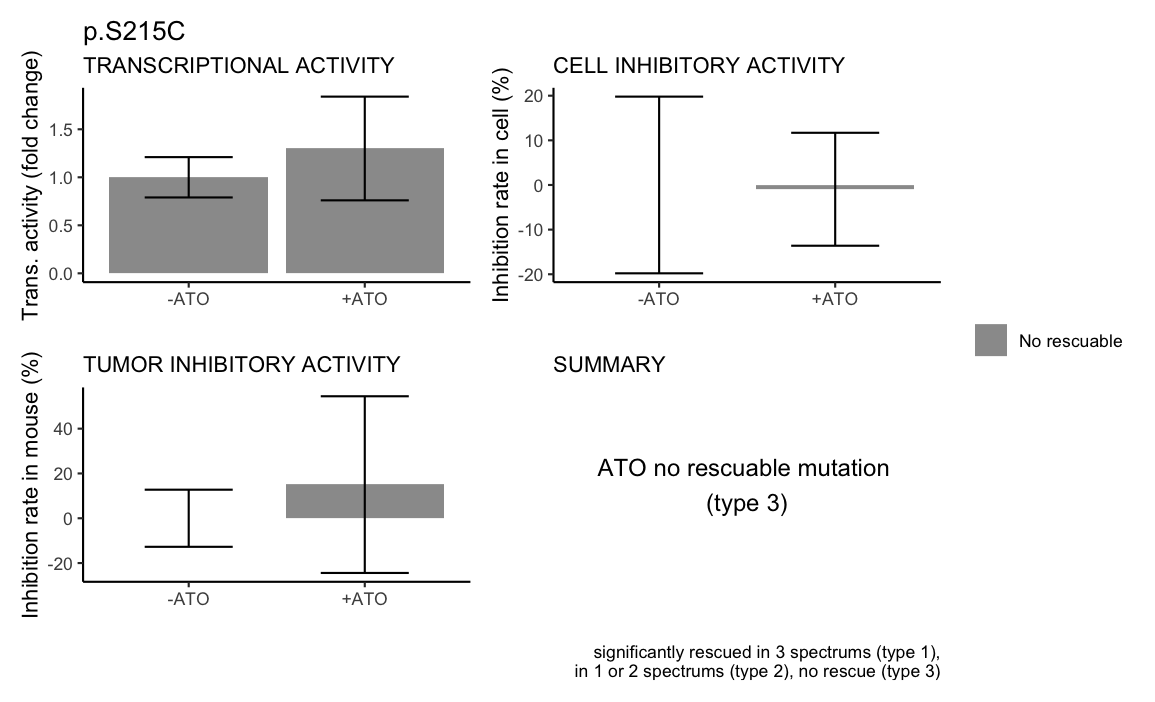 p.S215C
TRANSCRIPTIONAL ACTIVITY
Trans. activity (fold change)
1.5
1.0
0.5
0.0
-ATO
+ATO
CELL INHIBITORY ACTIVITY
Inhibition rate in cell (%)
20
10
0
-10
-20
-ATO
+ATO
No rescuable
TUMOR INHIBITORY ACTIVITY
Inhibition rate in mouse (%)
40
20
0
-20
-ATO
+ATO
SUMMARY
ATO no rescuable mutation
(type 3)
significantly rescued in 3 spectrums (type 1),
in 1 or 2 spectrums (type 2), no rescue (type 3)